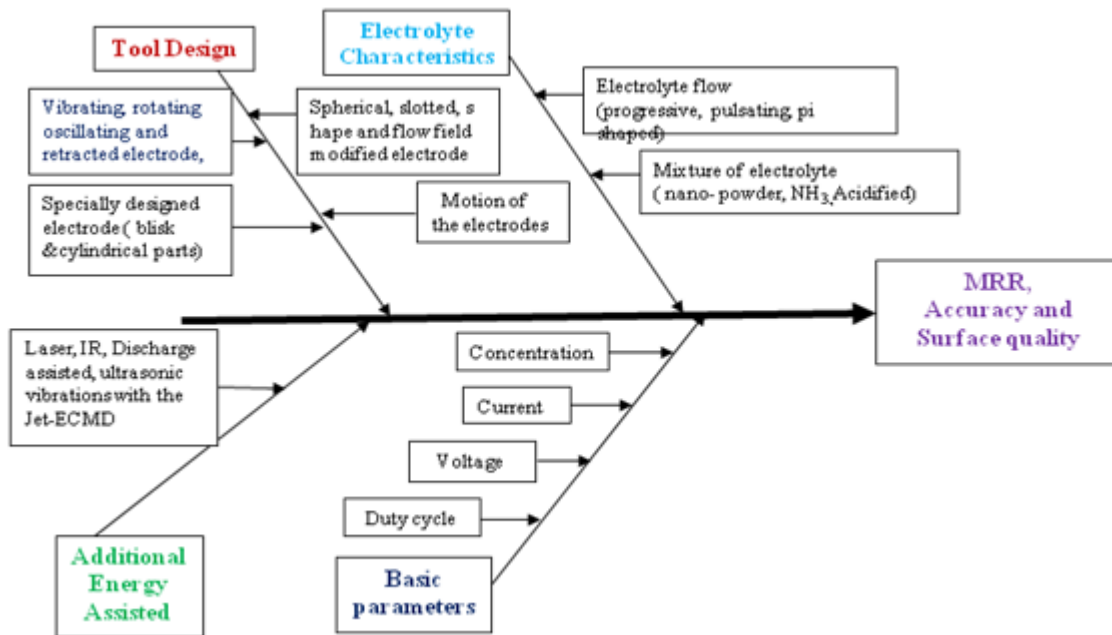 Tool Design
Electrolyte
Characteristics
Vibrating, rotating
oscillating and
retracted electrode,
Spherical, slotted, s
hape and flow field
modified electrode
Electrolyte flow
(progressive, pulsating, pi
shaped)
Mixture of electrolyte
( nano- powder, NH3, Acidified)
Specially designed
electrode ( blisk
&cylindrical parts)
Motion of
the electrodes
MRR,
Accuracy and
Surface quality
Laser, IR, Discharge
assisted, ultrasonic
vibrations with the
Jet-ECMD
Concentration
Current
Voltage
Duty cycle
Additional
Energy
Assisted
Basic
parameters